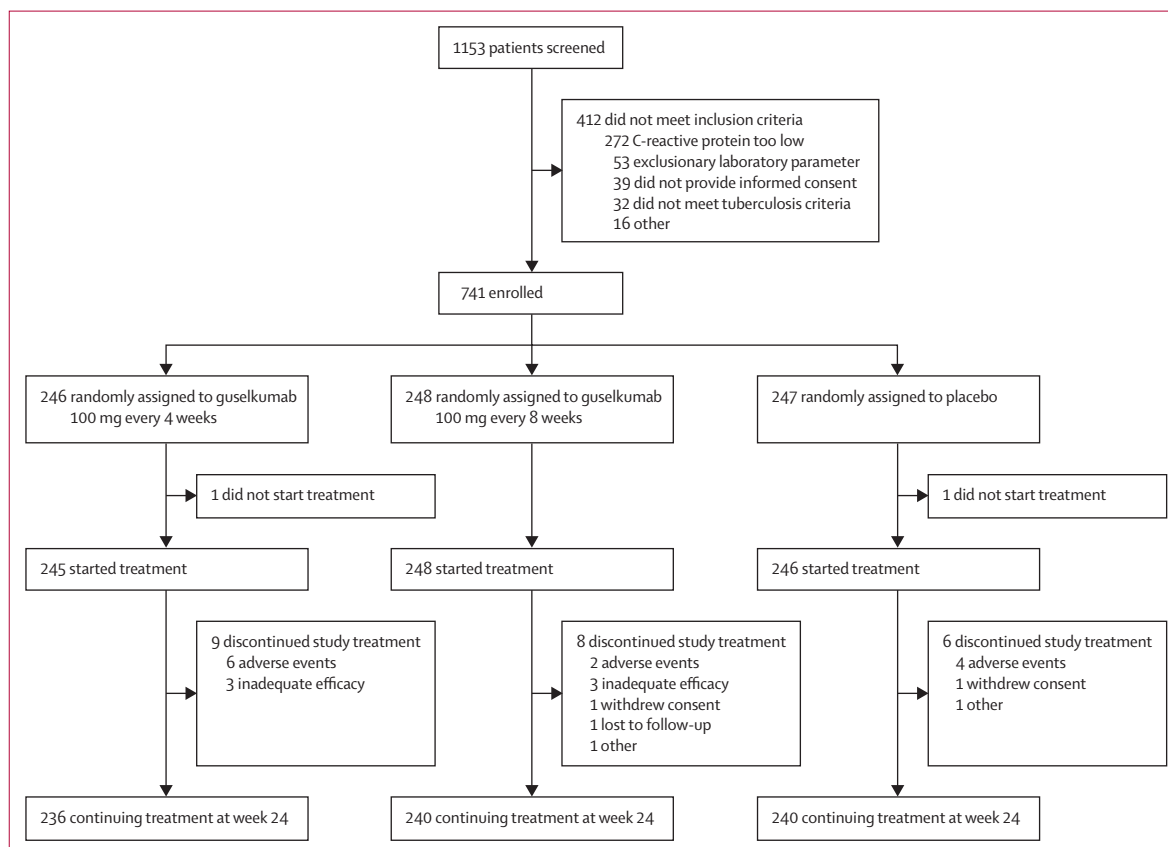 1153 patients screened
412 did not meet inclusion criteria
272 C-reactive protein too low
53 exclusionary laboratory parameter
39 did not provide informed consent
32 did not meet tuberculosis criteria
16 other
741 enrolled
246 randomly assigned to guselkumab
100 mg every 4 weeks
248 randomly assigned to guselkumab
100 mg every 8 weeks
247 randomly assigned to placebo
1 did not start treatment
1 did not start treatment
245 started treatment
248 started treatment
246 started treatment
9 discontinued study treatment
6 adverse events
3 inadequate efficacy
8 discontinued study treatment
2 adverse events
3 inadequate efficacy
1 withdrew consent
1 lost to follow-up
1 other
6 discontinued study treatment
4 adverse events
1 withdrew consent
1 other
236 continuing treatment at week 24
240 continuing treatment at week 24
240 continuing treatment at week 24